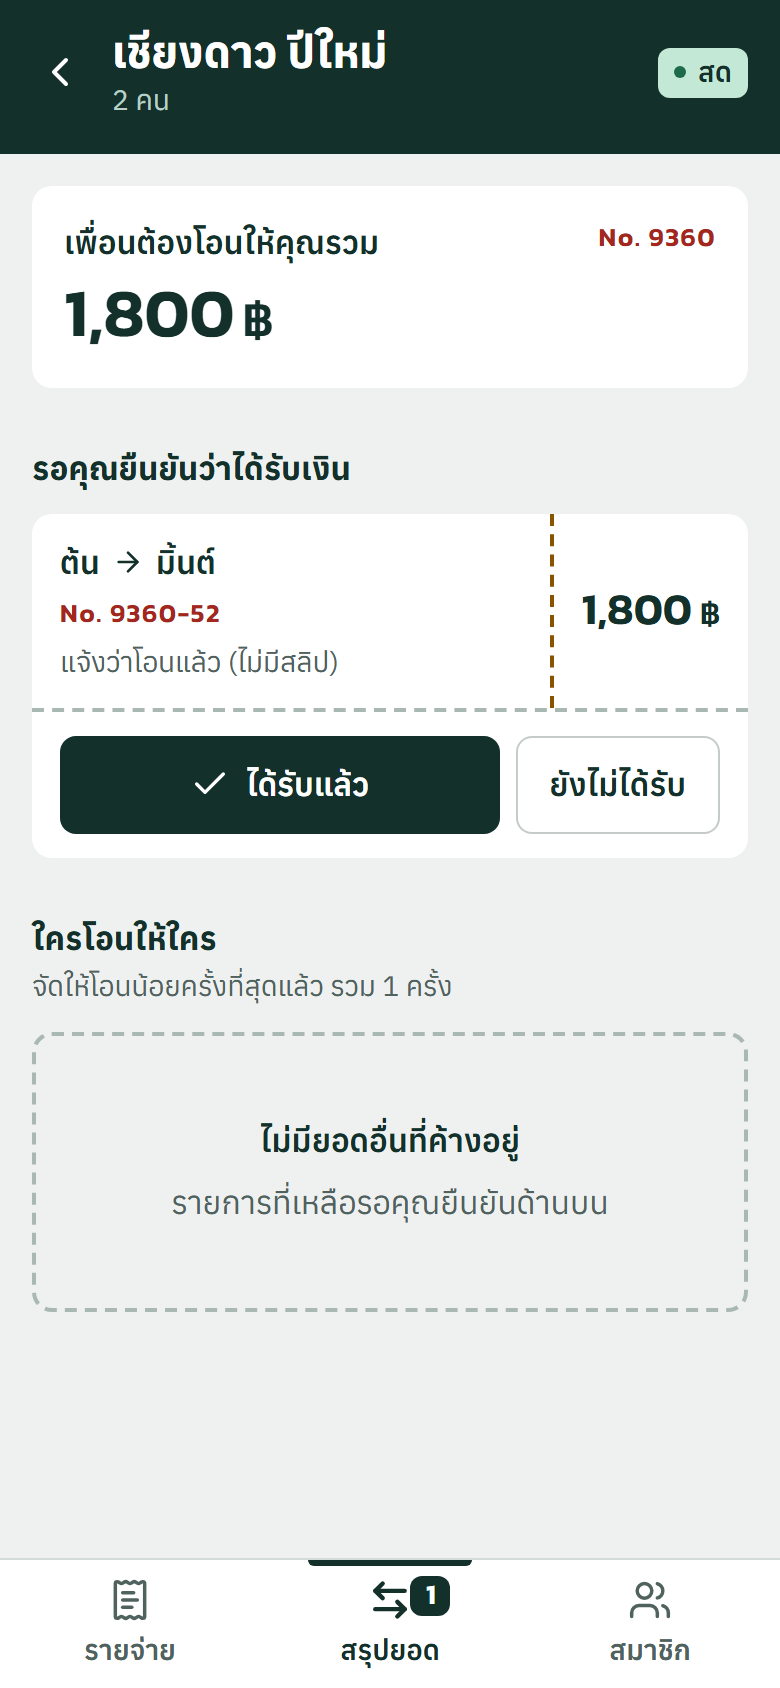 เชียงดาว ปีใหม่
2 คน
สด
เพื่อนต้องโอนให้คุณรวม
No. 9360
1,800 ฿
รอคุณยืนยันว่าได้รับเงิน
ต้น → มิ้นต์
No. 9360-52
แจ้งว่าโอนแล้ว (ไม่มีสลิป)
1,800 ฿
ได้รับแล้ว
ยังไม่ได้รับ
ใครโอนให้ใคร
จัดให้โอนน้อยครั้งที่สุดแล้ว รวม 1 ครั้ง
ไม่มียอดอื่นที่ค้างอยู่
รายการที่เหลือรอคุณยืนยันด้านบน
1
รายจ่าย
สรุปยอด
สมาชิก